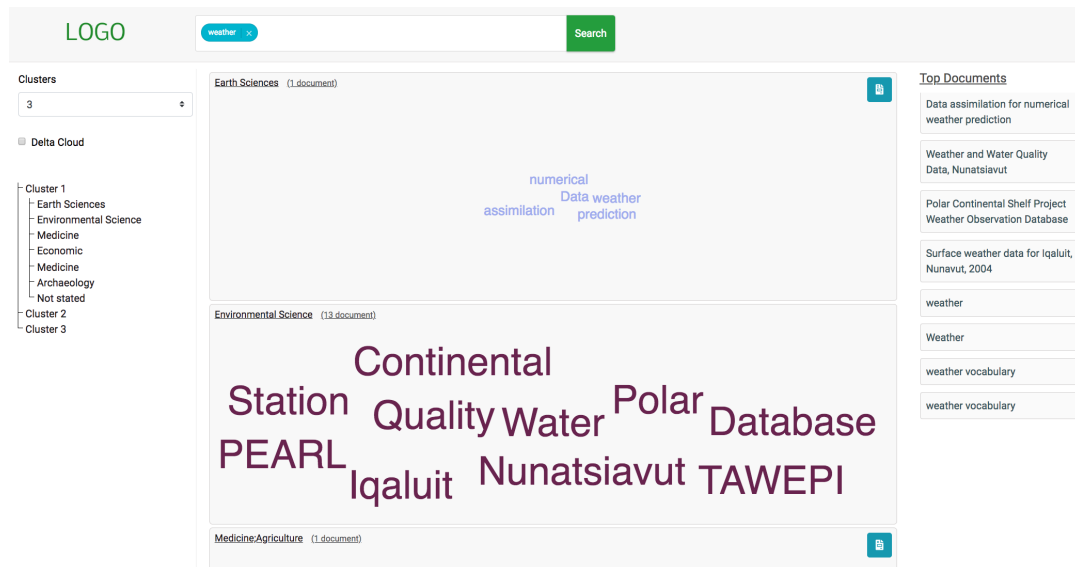 LOGO
weather ×
Search
Clusters
3
Delta Cloud
Cluster 1
Earth Sciences
Environmental Science
Medicine
Economic
Medicine
Archaeology
Not stated
Cluster 2
Cluster 3
Earth Sciences (1 document)
numerical
Data weather
assimilation prediction
Environmental Science (13 document)
Continental
Station
Quality Water Polar Database
PEARL
Iqaluit Nunatsiavut TAWEPI
Medicine;Agriculture (1 document)
Top Documents
Data assimilation for numerical
weather prediction
Weather and Water Quality
Data, Nunatsiavut
Polar Continental Shelf Project
Weather Observation Database
Surface weather data for Iqaluit,
Nunavut, 2004
weather
Weather
weather vocabulary
weather vocabulary